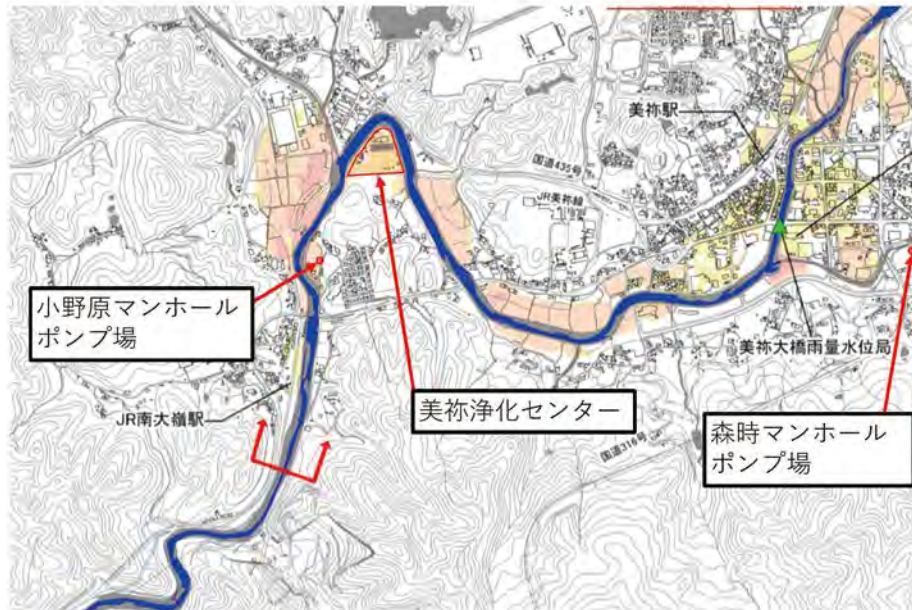 美祢駅
国道435号
JR美祢線
小野原マンホール
ポンプ場
美祢大橋雨量水位局
美祢浄化センター
JR南大嶺駅
森時マンホール
ポンプ場
国道316号